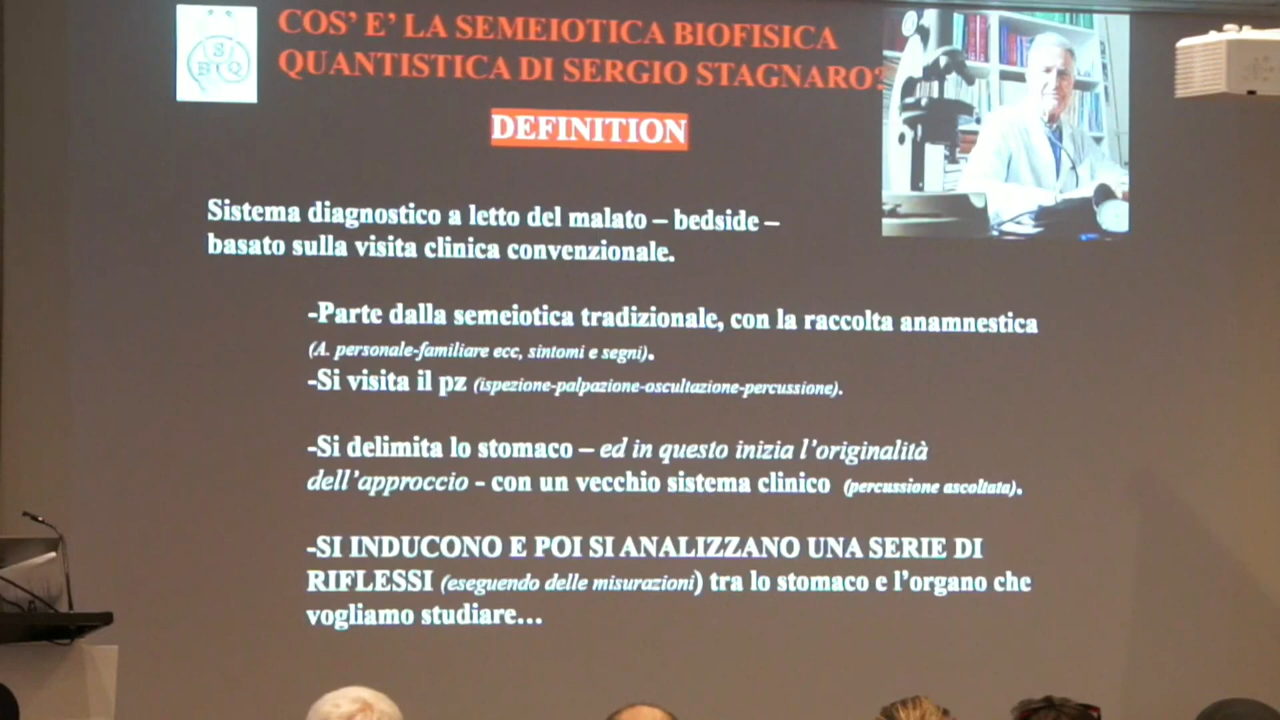 S
B Q
COS' E' LA SEMEIOTICA BIOFISICA
QUANTISTICA DI SERGIO STAGNARO?
DEFINITION
Sistema diagnostico a letto del malato – bedside –
basato sulla visita clinica convenzionale.
-Parte dalla semeiotica tradizionale, con la raccolta anamnestica
(A. personale-familiare ecc, sintomi e segni).
-Si visita il pz (ispezione-palpazione-oscultazione-percussione).
-Si delimita lo stomaco – ed in questo inizia l'originalità
dell'approccio - con un vecchio sistema clinico (percussione ascoltata).
-SI INDUCONO E POI SI ANALIZZANO UNA SERIE DI
RIFLESSI (eseguendo delle misurazioni) tra lo stomaco e l'organo che
vogliamo studiare...